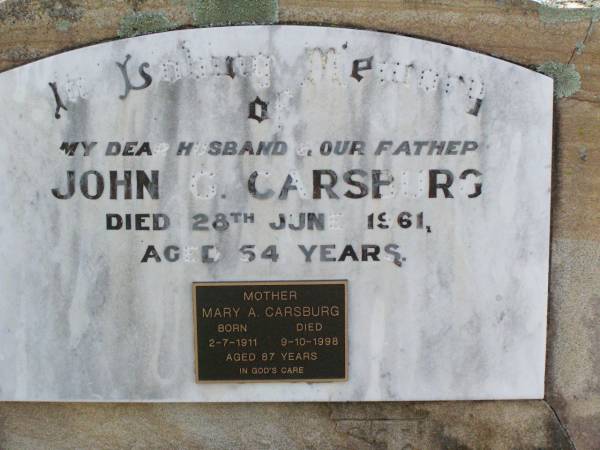 In Loving Memory
of
MY DEAR HUSBAND & OUR FATHER
JOHN G. CARSBURG
DIED 28TH JUNE 1961,
AGED 54 YEARS.
MOTHER
MARY A. CARSBURG
BORN DIED
2-7-1911 9-10-1998
AGED 87 YEARS
IN GOD'S CARE